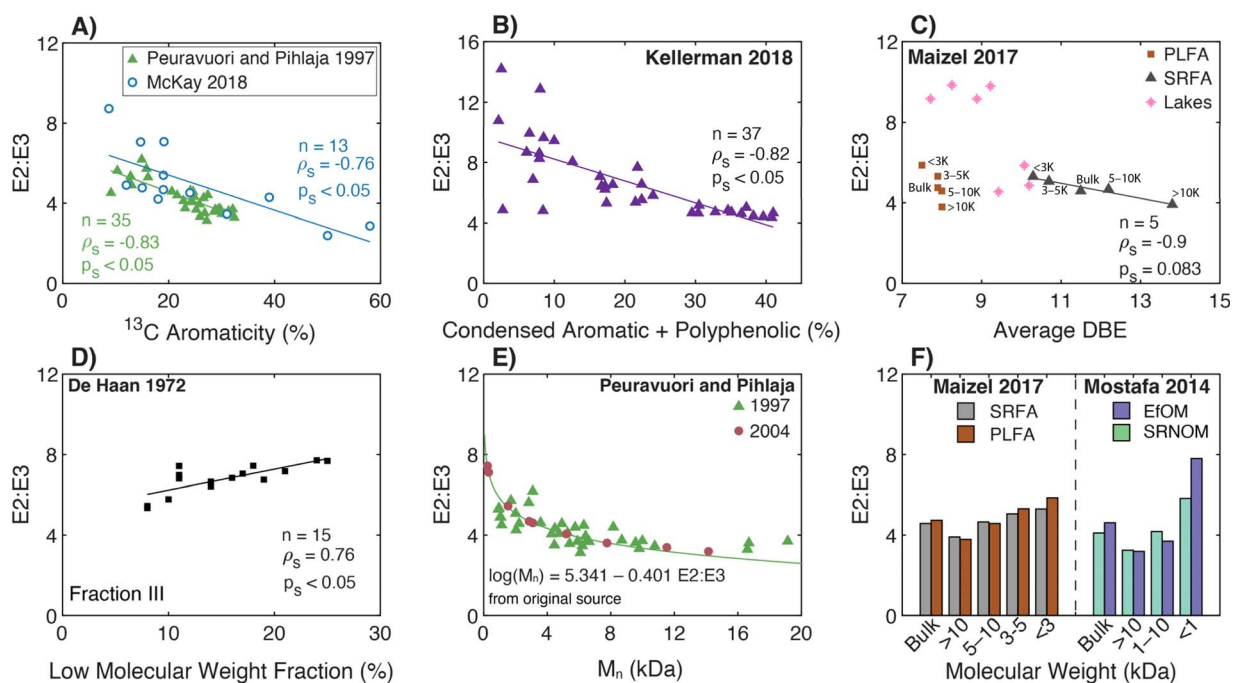 A)
Peuravuori and Pihlaja 1997
McKay 2018
n = 13
ρs = -0.76
ps < 0.05
n = 35
ρs = -0.83
ps < 0.05
E2:E3
12
8
4
0
0
20
40
60
13C Aromaticity (%)
B)
Kellerman 2018
n = 37
ρs = -0.82
ps < 0.05
E2:E3
16
12
8
4
0
0
10
20
30
40
Condensed Aromatic + Polyphenolic (%)
C)
Maizel 2017
PLFA
SRFA
Lakes
<3K
3–5K
Bulk
5–10K
>10K
<3K
3–5K
Bulk
5–10K
>10K
n = 5
ρs = -0.9
ps = 0.083
E2:E3
12
8
4
0
7
9
11
13
15
Average DBE
D)
De Haan 1972
n = 15
ρs = 0.76
ps < 0.05
Fraction III
E2:E3
12
8
4
0
0
10
20
30
Low Molecular Weight Fraction (%)
E)
Peuravuori and Pihlaja
1997
2004
log(Mn) = 5.341 – 0.401 E2:E3
from original source
E2:E3
12
8
4
0
0
4
8
12
16
20
Mn (kDa)
F)
Maizel 2017
SRFA
PLFA
Mostafa 2014
EfOM
SRNOM
E2:E3
12
8
4
0
Bulk
>10
5–10
3-5
<3
Bulk
>10
1–10
<1
Molecular Weight (kDa)